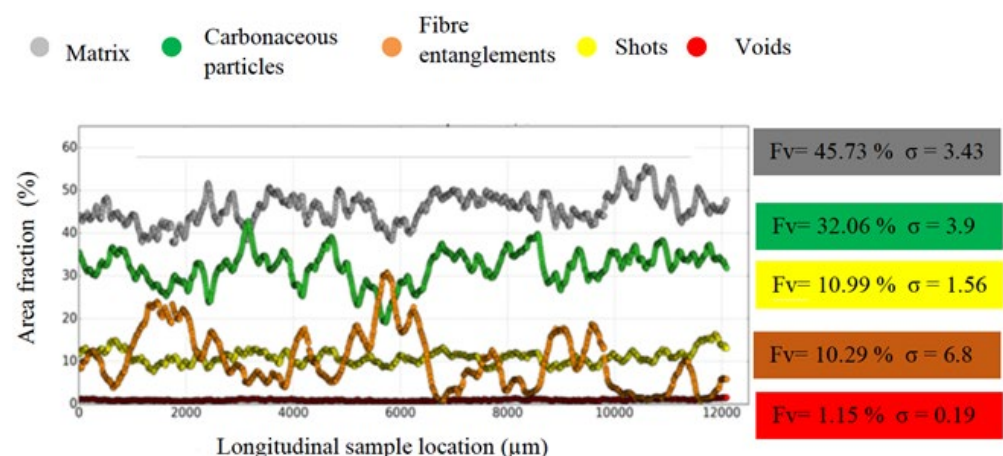 Matrix
Carbonaceous
particles
Fibre
entanglements
Shots
Voids
Area fraction (%)
60
50
40
30
20
10
0
0
2000
4000
6000
8000
10000
12000
Longitudinal sample location (µm)
Fv= 45.73 % σ = 3.43
Fv= 32.06 % σ = 3.9
Fv= 10.99 % σ = 1.56
Fv= 10.29 % σ = 6.8
Fv= 1.15 % σ = 0.19